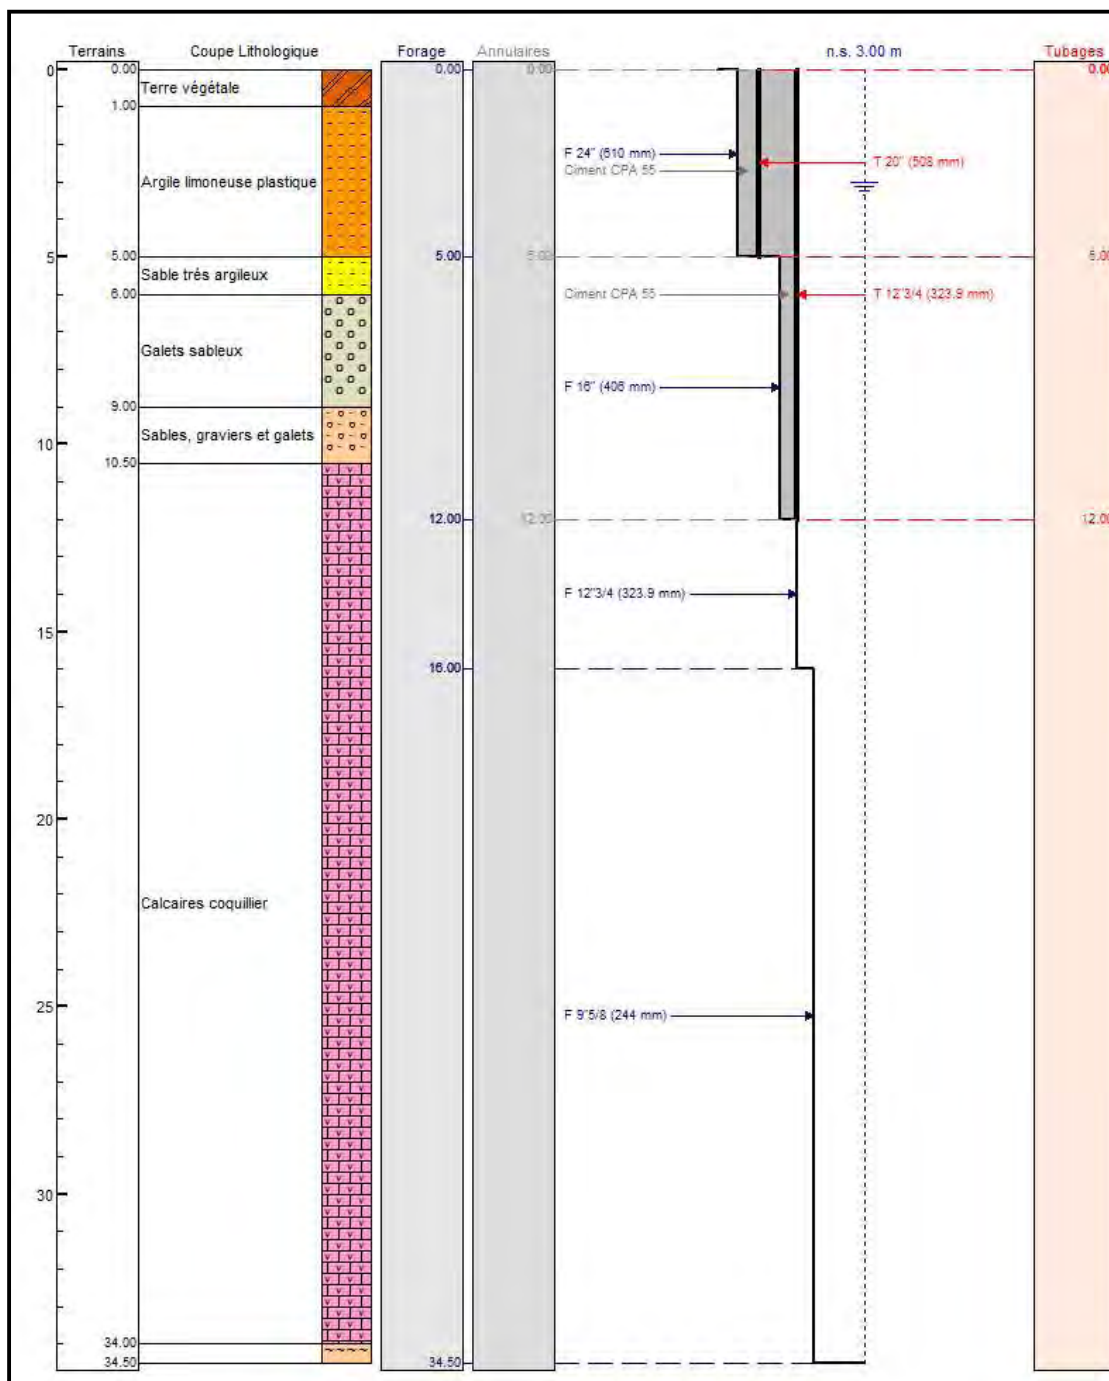 Terrains Coupe Lithologique Forage Annulaires n.s. 3.00 m Tubages
0 0.00 0.00 0.00 0.00
Terre végétale
1.00
F 24" (610 mm)
T 20" (508 mm)
Ciment CPA 55
Argile limoneuse plastique
5 5.00 5.00 5.00 5.00
Sable très argileux
6.00
Ciment CPA 55 T 12"3/4 (323.9 mm)
Galets sableux
F 16" (406 mm)
9.00
Sables, graviers et galets
10
10.50
12.00 12.00 12.00
F 12"3/4 (323.9 mm)
15
16.00
20
Calcaires coquillier
25
F 9"5/8 (244 mm)
30
34.00
34.50 34.50